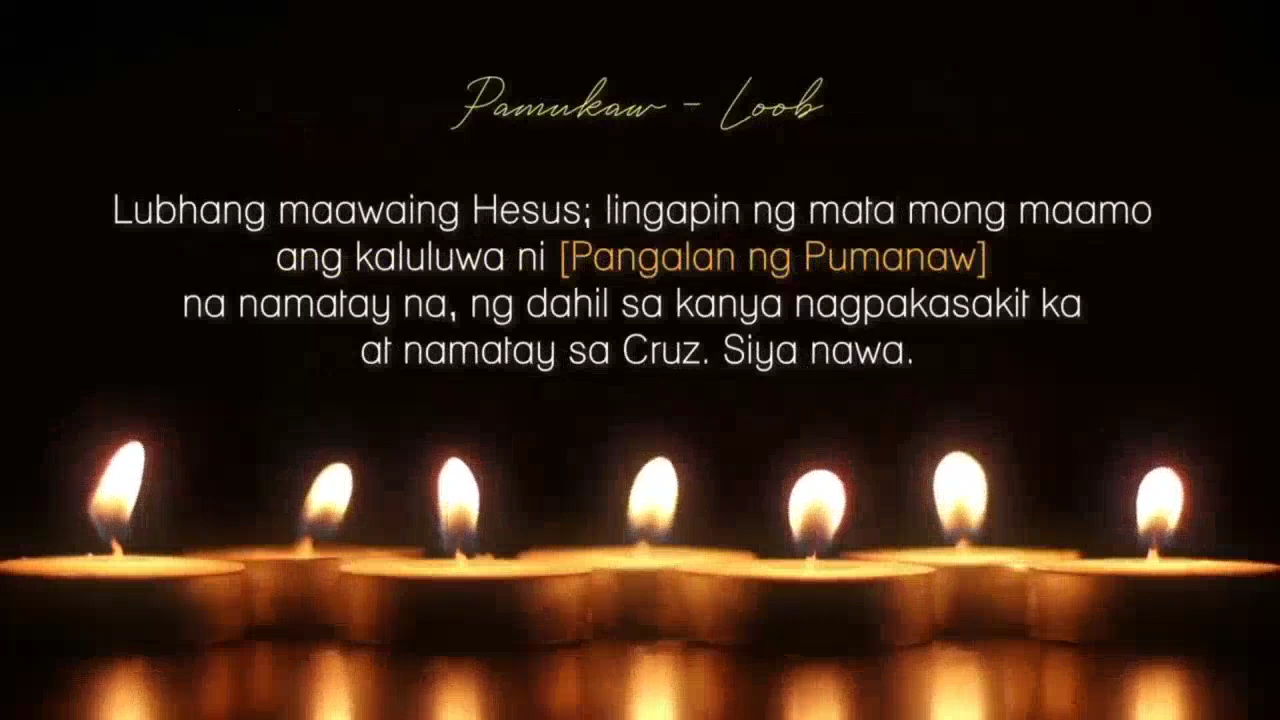 Pamukaw - Loob
Lubhang maawaing Hesus; lingapin ng mata mong maamo
ang kaluluwa ni [Pangalan ng Pumanaw]
na namatay na, ng dahil sa kanya nagpakasakit ka
at namatay sa Cruz. Siya nawa.